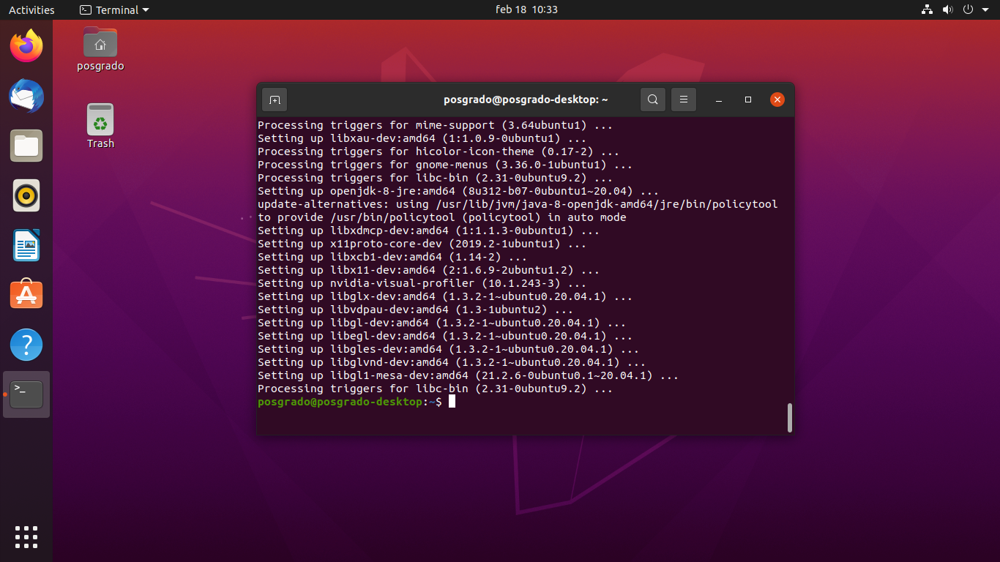 Activities
Terminal
feb 18 10:33
posgrado
Trash
posgrado@posgrado-desktop: ~
Processing triggers for mime-support (3.64ubuntu1) ...
Setting up libxau-dev:amd64 (1:1.0.9-0ubuntu1) ...
Processing triggers for hicolor-icon-theme (0.17-2) ...
Processing triggers for gnome-menus (3.36.0-1ubuntu1) ...
Processing triggers for libc-bin (2.31-0ubuntu9.2) ...
Setting up openjdk-8-jre:amd64 (8u312-b07-0ubuntu1~20.04) ...
update-alternatives: using /usr/lib/jvm/java-8-openjdk-amd64/jre/bin/policytool
to provide /usr/bin/policytool (policytool) in auto mode
Setting up libxdmcp-dev:amd64 (1:1.1.3-0ubuntu1) ...
Setting up x11proto-core-dev (2019.2-1ubuntu1) ...
Setting up libxcb1-dev:amd64 (1.14-2) ...
Setting up libx11-dev:amd64 (2:1.6.9-2ubuntu1.2) ...
Setting up nvidia-visual-profiler (10.1.243-3) ...
Setting up libglx-dev:amd64 (1.3.2-1~ubuntu0.20.04.1) ...
Setting up libvdpau-dev:amd64 (1.3-1ubuntu2) ...
Setting up libgl-dev:amd64 (1.3.2-1~ubuntu0.20.04.1) ...
Setting up libegl-dev:amd64 (1.3.2-1~ubuntu0.20.04.1) ...
Setting up libgles-dev:amd64 (1.3.2-1~ubuntu0.20.04.1) ...
Setting up libglvnd-dev:amd64 (1.3.2-1~ubuntu0.20.04.1) ...
Setting up libgl1-mesa-dev:amd64 (21.2.6-0ubuntu0.1~20.04.1) ...
Processing triggers for libc-bin (2.31-0ubuntu9.2) ...
posgrado@posgrado-desktop:~$